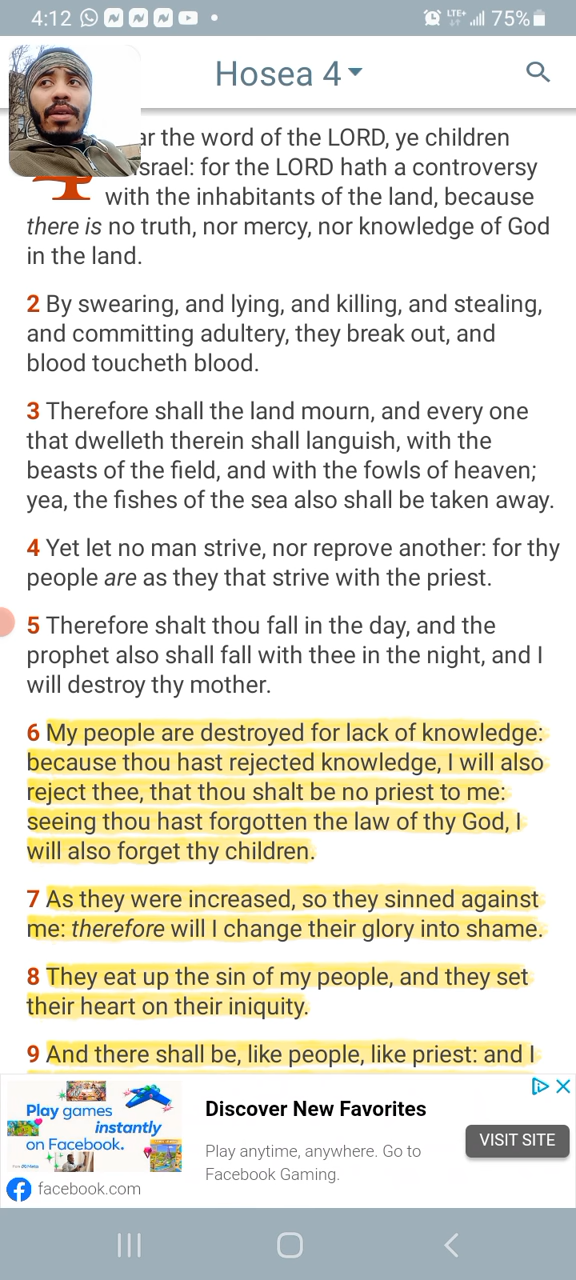 4:12
LTE+
75%
Hosea 4
ar the word of the LORD, ye children
srael: for the LORD hath a controversy
with the inhabitants of the land, because
there is no truth, nor mercy, nor knowledge of God
in the land.
2 By swearing, and lying, and killing, and stealing,
and committing adultery, they break out, and
blood toucheth blood.
3 Therefore shall the land mourn, and every one
that dwelleth therein shall languish, with the
beasts of the field, and with the fowls of heaven;
yea, the fishes of the sea also shall be taken away.
4 Yet let no man strive, nor reprove another: for thy
people are as they that strive with the priest.
5 Therefore shalt thou fall in the day, and the
prophet also shall fall with thee in the night, and I
will destroy thy mother.
6 My people are destroyed for lack of knowledge:
because thou hast rejected knowledge, I will also
reject thee, that thou shalt be no priest to me:
seeing thou hast forgotten the law of thy God, I
will also forget thy children.
7 As they were increased, so they sinned against
me: therefore will I change their glory into shame.
8 They eat up the sin of my people, and they set
their heart on their iniquity.
9 And there shall be, like people, like priest: and I
Play games
instantly
on Facebook.
facebook.com
Discover New Favorites
Play anytime, anywhere. Go to
Facebook Gaming.
VISIT SITE